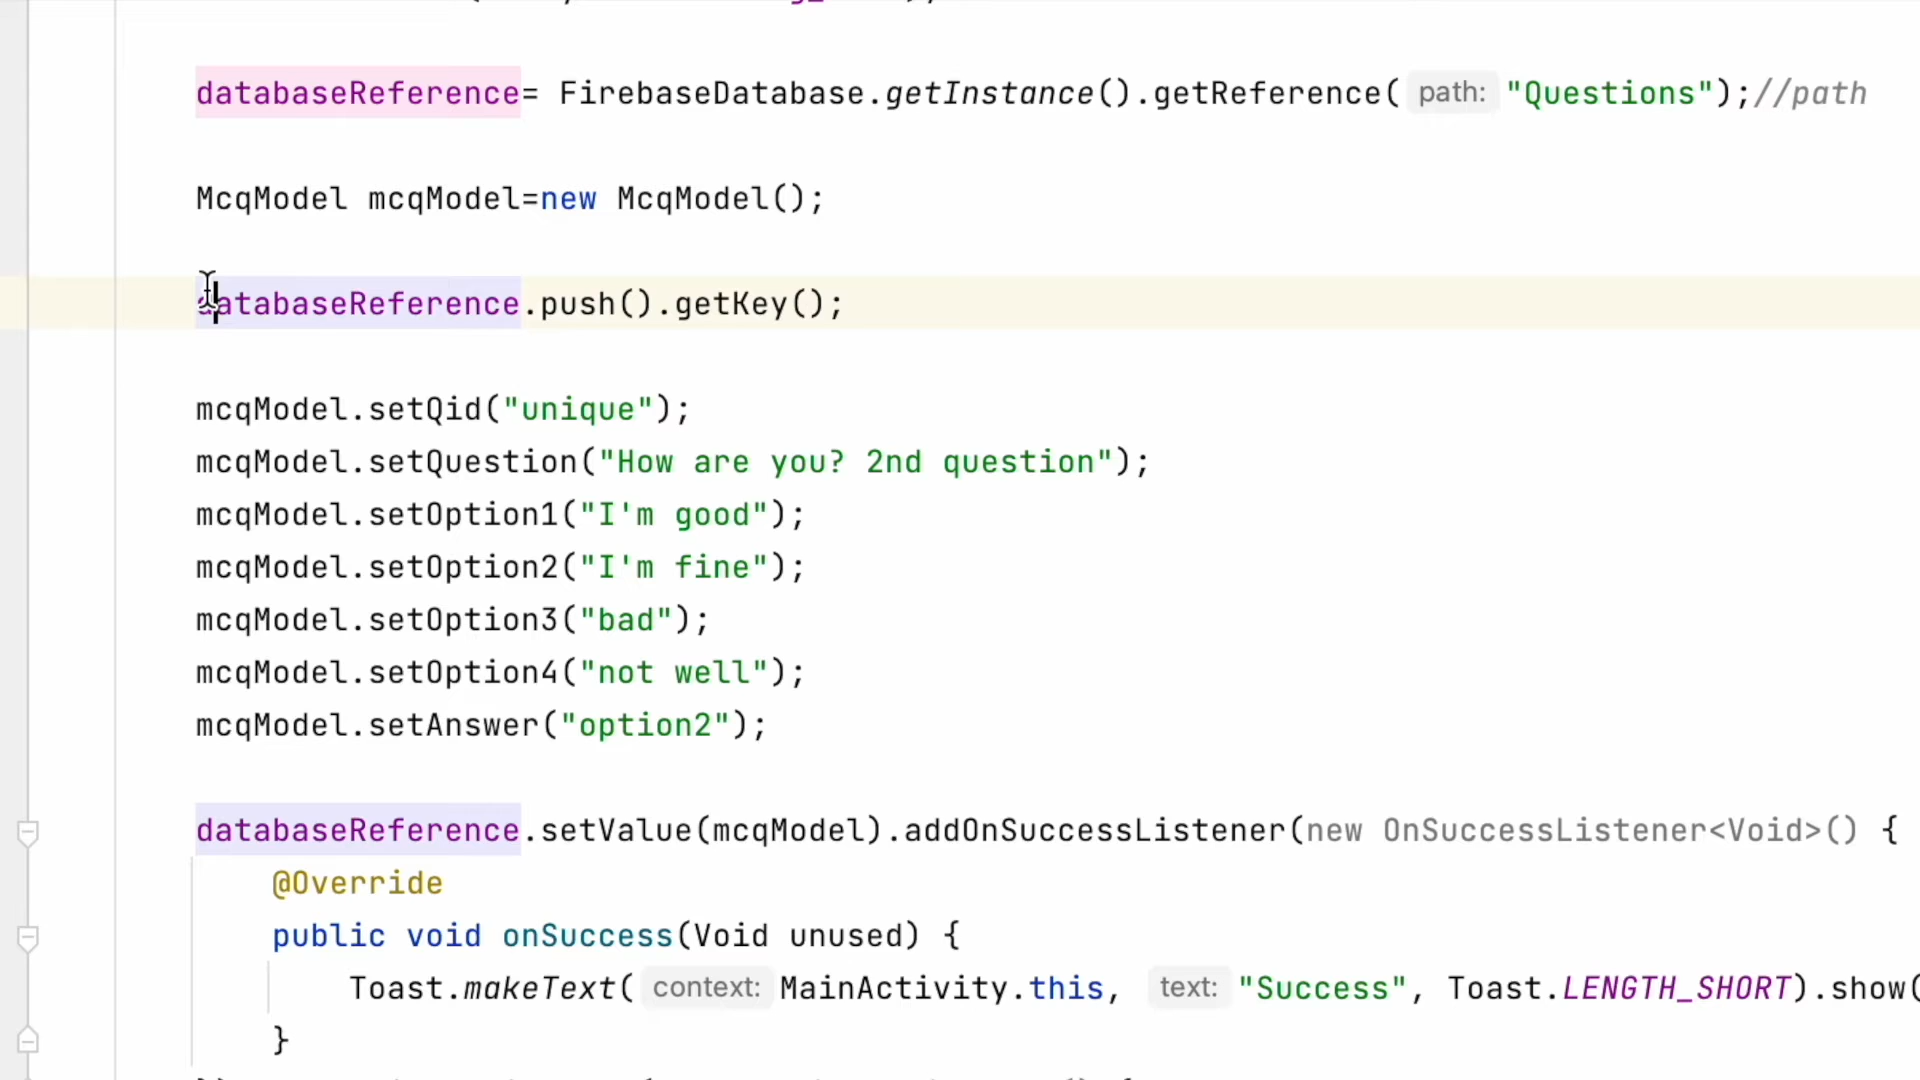 databaseReference= FirebaseDatabase.getInstance().getReference( path: "Questions");//path
McqModel mcqModel=new McqModel();
databaseReference.push().getKey();
mcqModel.setQid("unique");
mcqModel.setQuestion("How are you? 2nd question");
mcqModel.setOption1("I'm good");
mcqModel.setOption2("I'm fine");
mcqModel.setOption3("bad");
mcqModel.setOption4("not well");
mcqModel.setAnswer("option2");
databaseReference.setValue(mcqModel).addOnSuccessListener(new OnSuccessListener<Void>() {
@Override
public void onSuccess(Void unused) {
Toast.makeText( context: MainActivity.this, text: "Success", Toast.LENGTH_SHORT).show(
}